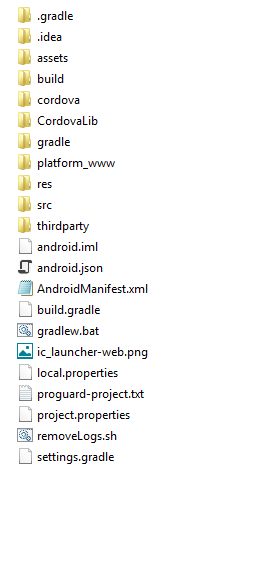 .gradle
.idea
assets
build
cordova
CordovaLib
gradle
platform_www
res
src
thirdparty
android.iml
android.json
AndroidManifest.xml
build.gradle
gradlew.bat
ic_launcher-web.png
local.properties
proguard-project.txt
project.properties
removeLogs.sh
settings.gradle